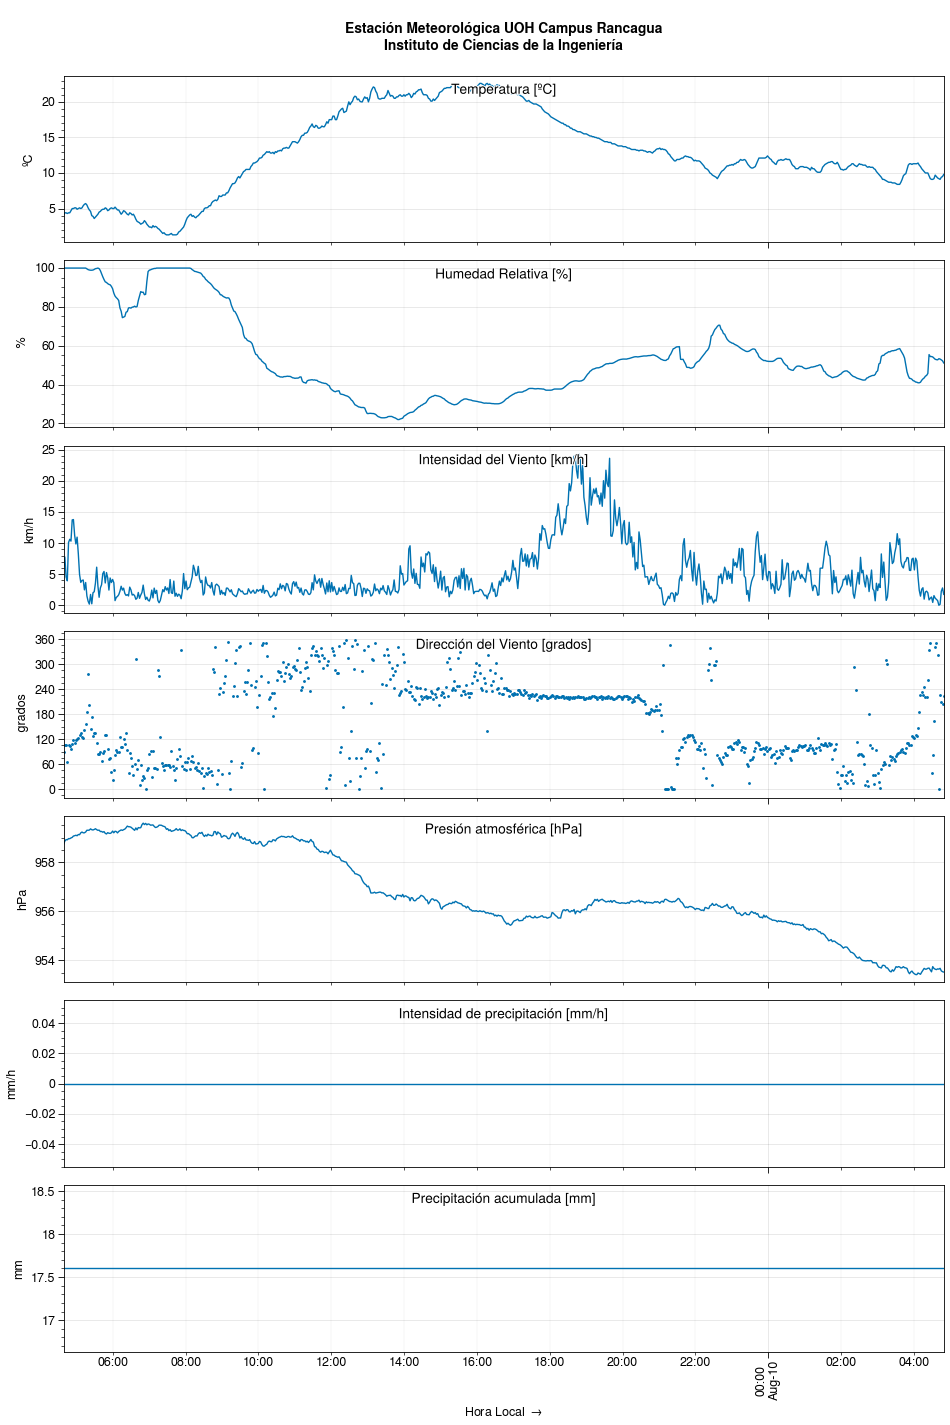 Estación Meteorológica UOH Campus Rancagua
Instituto de Ciencias de la Ingeniería
Temperatura [ºC]
ºC
20
15
10
5
Humedad Relativa [%]
%
100
80
60
40
20
Intensidad del Viento [km/h]
km/h
25
20
15
10
5
0
Dirección del Viento [grados]
grados
360
300
240
180
120
60
0
Presión atmosférica [hPa]
hPa
958
956
954
Intensidad de precipitación [mm/h]
mm/h
0.04
0.02
0
−0.02
−0.04
Precipitación acumulada [mm]
mm
18.5
18
17.5
17
06:00 08:00 10:00 12:00 14:00 16:00 18:00 20:00 22:00 00:00 02:00 04:00
Aug-10
Hora Local →